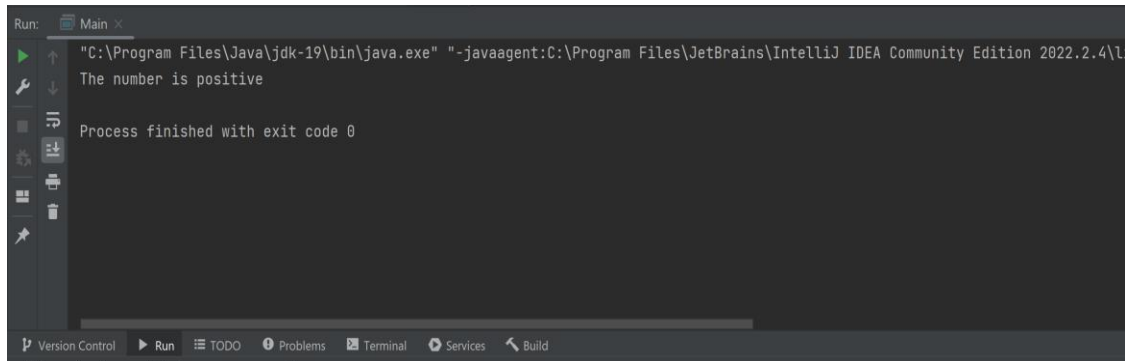 Run: Main
"C:\Program Files\Java\jdk-19\bin\java.exe" "-javaagent:C:\Program Files\JetBrains\IntelliJ IDEA Community Edition 2022.2.4\l
The number is positive
Process finished with exit code 0
Version Control Run TODO Problems Terminal Services Build